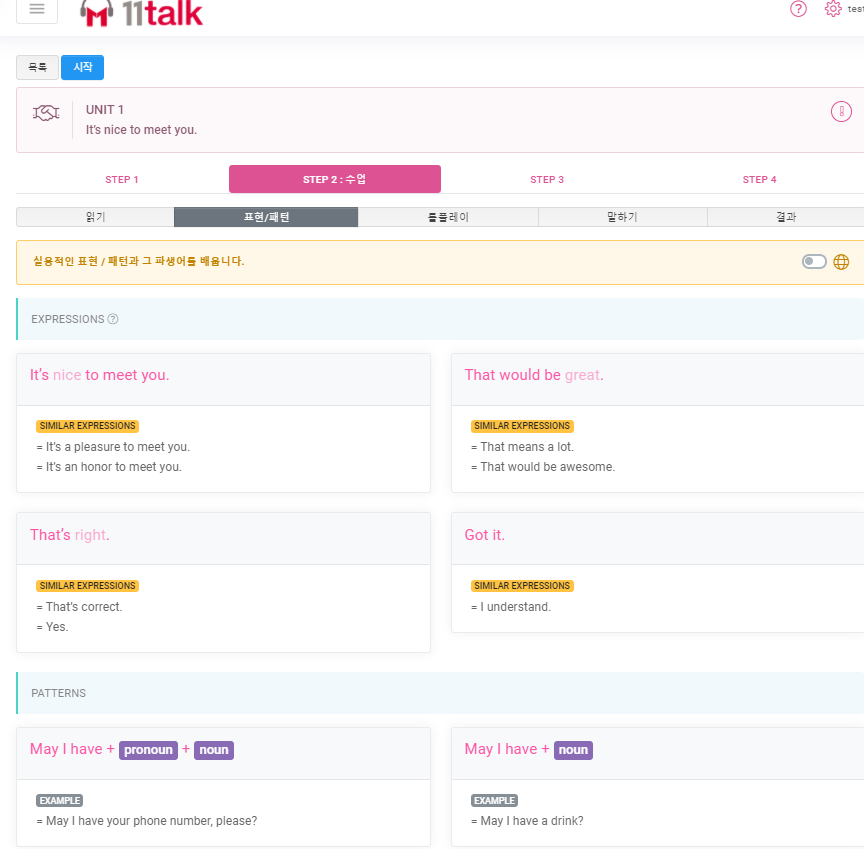 11talk
test
목록
시작
UNIT 1
It's nice to meet you.
STEP 1
STEP 2 : 수업
STEP 3
STEP 4
읽기
표현/패턴
롤플레이
말하기
결과
실용적인 표현 / 패턴과 그 파생어를 배웁니다.
EXPRESSIONS
It's nice to meet you.
SIMILAR EXPRESSIONS
= It's a pleasure to meet you.
= It's an honor to meet you.
That would be great.
SIMILAR EXPRESSIONS
= That means a lot.
= That would be awesome.
That's right.
SIMILAR EXPRESSIONS
= That's correct.
= Yes.
Got it.
SIMILAR EXPRESSIONS
= I understand.
PATTERNS
May I have + pronoun + noun
EXAMPLE
= May I have your phone number, please?
May I have + noun
EXAMPLE
= May I have a drink?